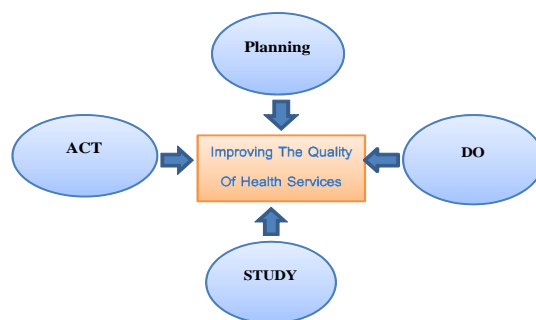 Planning
ACT
Improving The Quality
Of Health Services
DO
STUDY